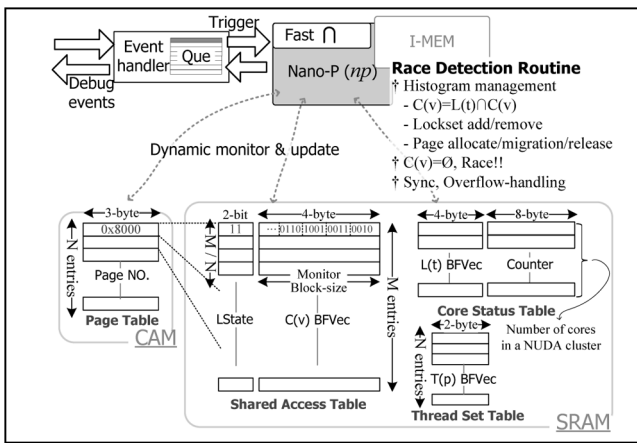 Trigger
Event
handler
Que
Debug
events
Fast ∩
Nano-P (np)
I-MEM
Race Detection Routine
† Histogram management
- C(v)=L(t)∩C(v)
- Lockset add/remove
- Page allocate/migration/release
† C(v)=Ø, Race!!
† Sync, Overflow-handling
Dynamic monitor & update
3-byte
0x8000
N entries
Page NO.
Page Table
CAM
2-bit
4-byte
11
···0110 1001 0011 0010
M / N
Monitor
Block-size
LState
C(v) BFVec
M entries
Shared Access Table
4-byte
8-byte
L(t) BFVec
Counter
Core Status Table
Number of cores
in a NUDA cluster
2-byte
N entries
T(p) BFVec
Thread Set Table
SRAM